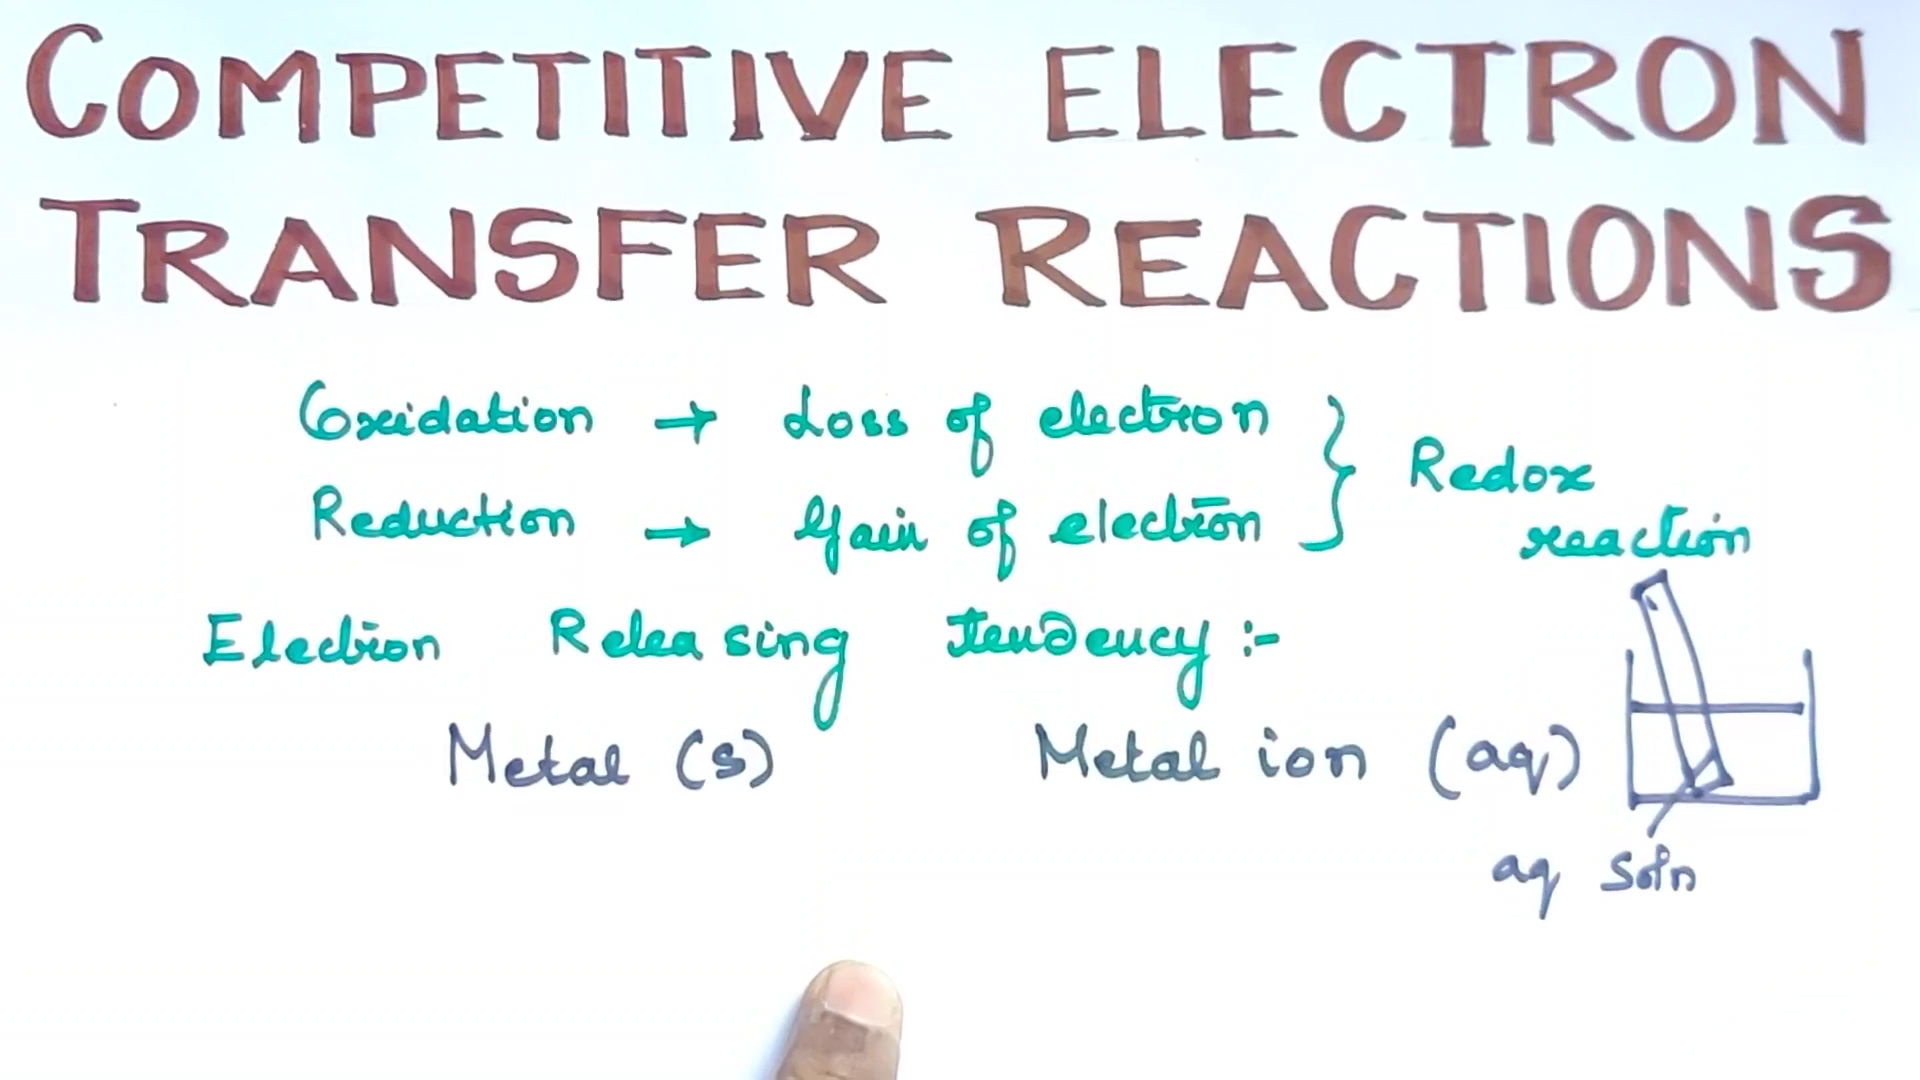 COMPETITIVE ELECTRON
TRANSFER REACTIONS
Oxidation → Loss of electron
Reduction → Gain of electron
Redox
reaction
Electron Releasing tendency :-
Metal (s) Metal ion (aq)
aq soln